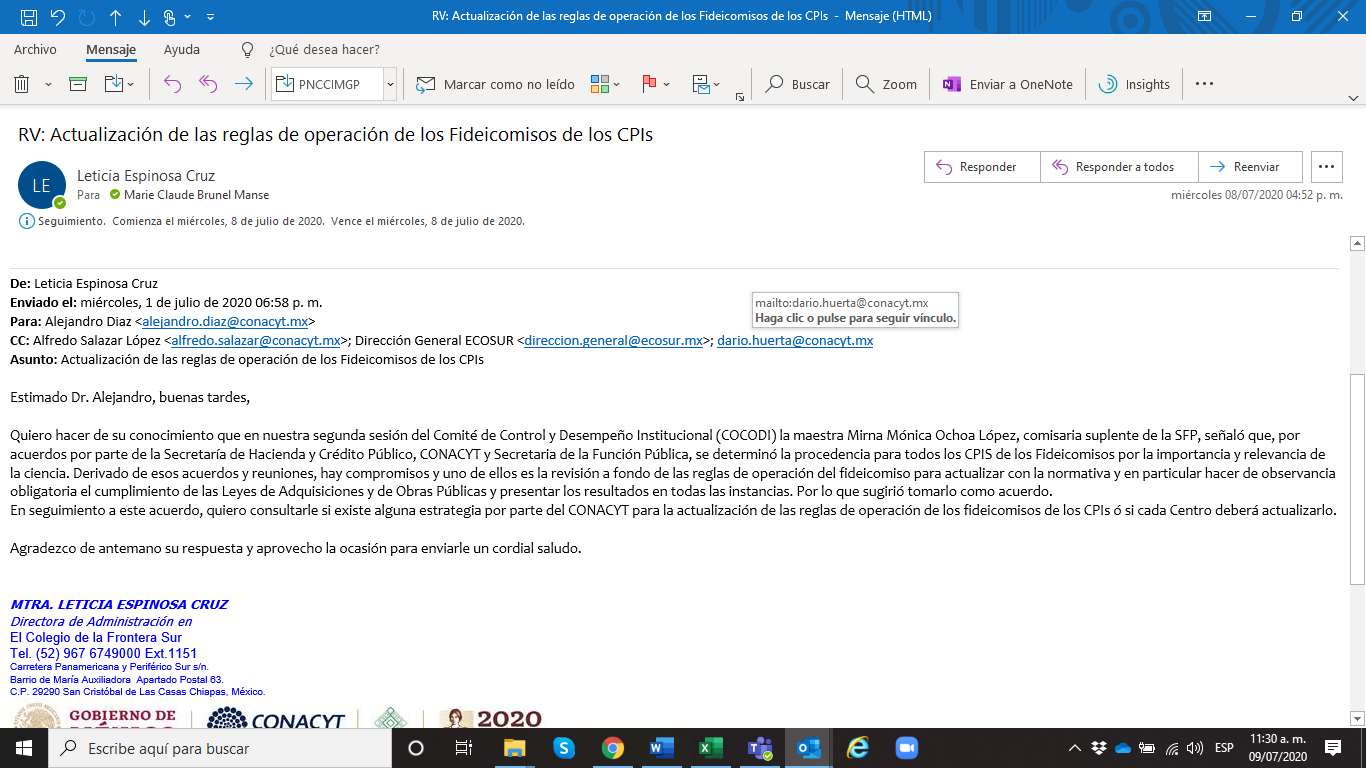 RV: Actualización de las reglas de operación de los Fideicomisos de los CPIs - Mensaje (HTML)
Archivo Mensaje Ayuda ¿Qué desea hacer?
PNCCIMGP Marcar como no leído Buscar Zoom Enviar a OneNote Insights
RV: Actualización de las reglas de operación de los Fideicomisos de los CPIs
LE
Leticia Espinosa Cruz
Para Marie Claude Brunel Manse
Responder Responder a todos Reenviar
miércoles 08/07/2020 04:52 p. m.
Seguimiento. Comienza el miércoles, 8 de julio de 2020. Vence el miércoles, 8 de julio de 2020.
De: Leticia Espinosa Cruz
Enviado el: miércoles, 1 de julio de 2020 06:58 p. m.
Para: Alejandro Diaz <alejandro.diaz@conacyt.mx>
CC: Alfredo Salazar López <alfredo.salazar@conacyt.mx>; Dirección General ECOSUR <direccion.general@ecosur.mx>; dario.huerta@conacyt.mx
Asunto: Actualización de las reglas de operación de los Fideicomisos de los CPIs
mailto:dario.huerta@conacyt.mx
Haga clic o pulse para seguir vínculo.
Estimado Dr. Alejandro, buenas tardes,
Quiero hacer de su conocimiento que en nuestra segunda sesión del Comité de Control y Desempeño Institucional (COCODI) la maestra Mirna Mónica Ochoa López, comisaria suplente de la SFP, señaló que, por
acuerdos por parte de la Secretaría de Hacienda y Crédito Público, CONACYT y Secretaria de la Función Pública, se determinó la procedencia para todos los CPIS de los Fideicomisos por la importancia y relevancia de
la ciencia. Derivado de esos acuerdos y reuniones, hay compromisos y uno de ellos es la revisión a fondo de las reglas de operación del fideicomiso para actualizar con la normativa y en particular hacer de observancia
obligatoria el cumplimiento de las Leyes de Adquisiciones y de Obras Públicas y presentar los resultados en todas las instancias. Por lo que sugirió tomarlo como acuerdo.
En seguimiento a este acuerdo, quiero consultarle si existe alguna estrategia por parte del CONACYT para la actualización de las reglas de operación de los fideicomisos de los CPIs ó si cada Centro deberá actualizarlo.
Agradezco de antemano su respuesta y aprovecho la ocasión para enviarle un cordial saludo.
MTRA. LETICIA ESPINOSA CRUZ
Directora de Administración en
El Colegio de la Frontera Sur
Tel. (52) 967 6749000 Ext.1151
Carretera Panamericana y Periférico Sur s/n.
Barrio de María Auxiliadora Apartado Postal 63.
C.P. 29290 San Cristóbal de Las Casas Chiapas, México.
GOBIERNO DE MÉXICO CONACYT 2020
Escribe aquí para buscar
ESP
11:30 a. m.
09/07/2020